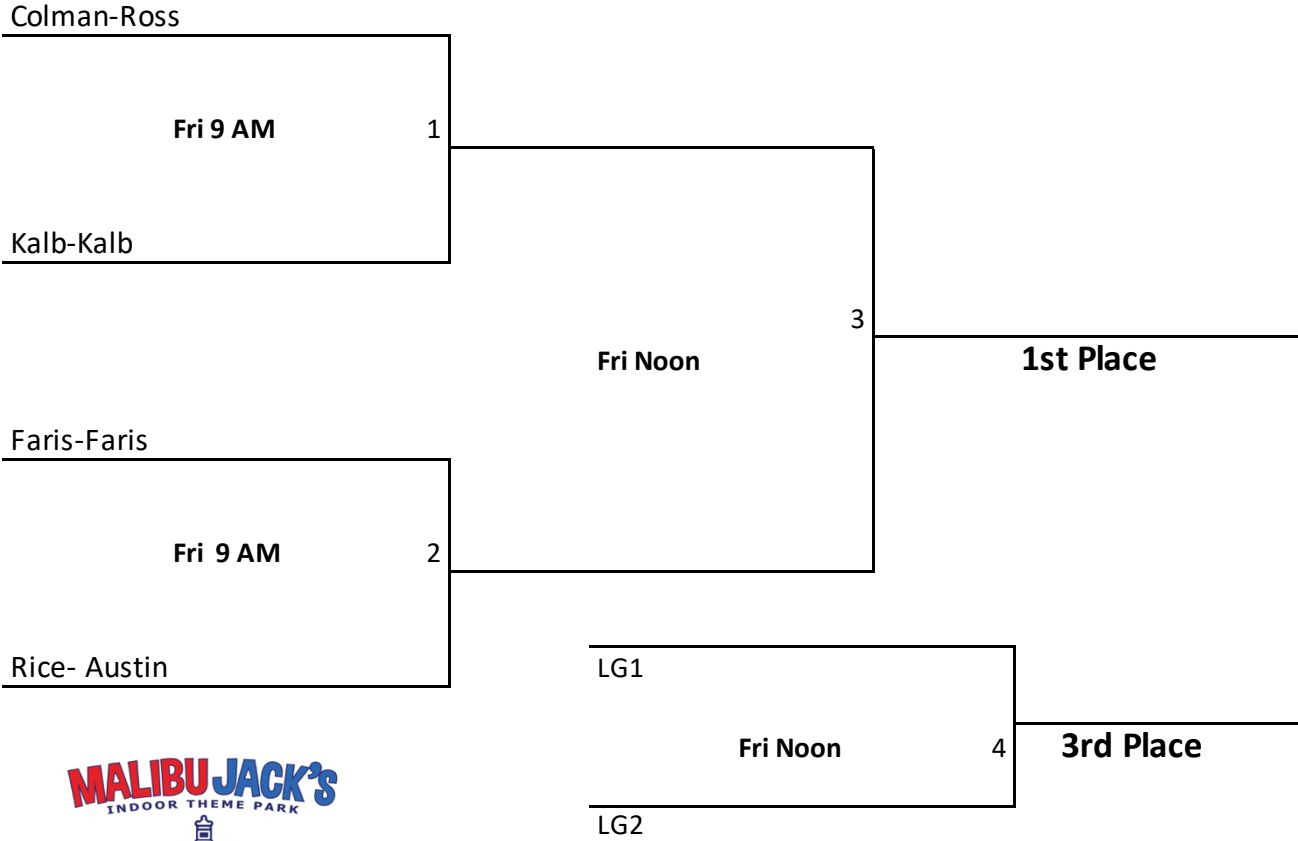 Colman-Ross
Fri 9 AM
1
Kalb-Kalb
3
Fri Noon
1st Place
Faris-Faris
Fri  9 AM
2
Rice- Austin
LG1
Fri Noon
4
3rd Place
LG2
MALIBU JACK'S
INDOOR THEME PARK